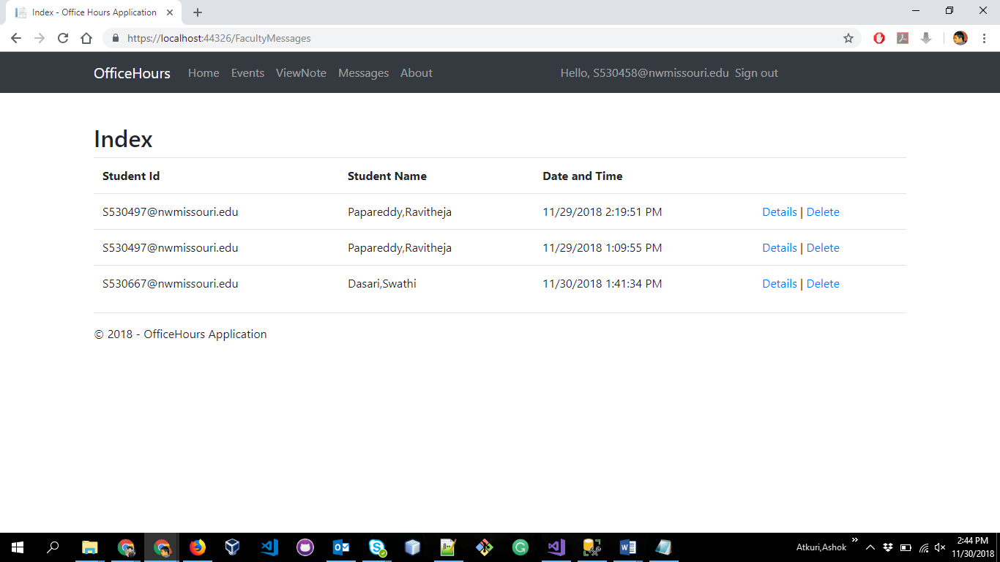 Index - Office Hours Application
https://localhost:44326/FacultyMessages
OfficeHours Home Events ViewNote Messages About Hello, S530458@nwmissouri.edu Sign out
Index
Student Id Student Name Date and Time
S530497@nwmissouri.edu Papareddy,Ravitheja 11/29/2018 2:19:51 PM Details | Delete
S530497@nwmissouri.edu Papareddy,Ravitheja 11/29/2018 1:09:55 PM Details | Delete
S530667@nwmissouri.edu Dasari,Swathi 11/30/2018 1:41:34 PM Details | Delete
© 2018 - OfficeHours Application
Atkuri,Ashok
2:44 PM
11/30/2018